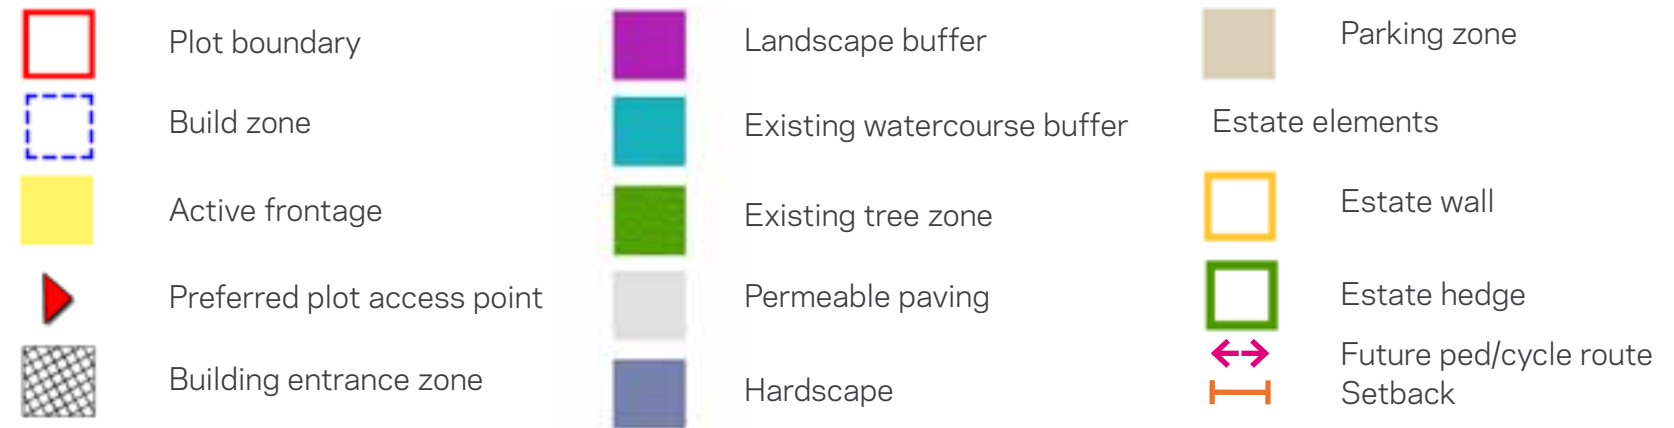 Plot boundary
Build zone
Active frontage
Preferred plot access point
Building entrance zone
Landscape buffer
Existing watercourse buffer
Existing tree zone
Permeable paving
Hardscape
Parking zone
Estate elements
Estate wall
Estate hedge
Future ped/cycle route
Setback